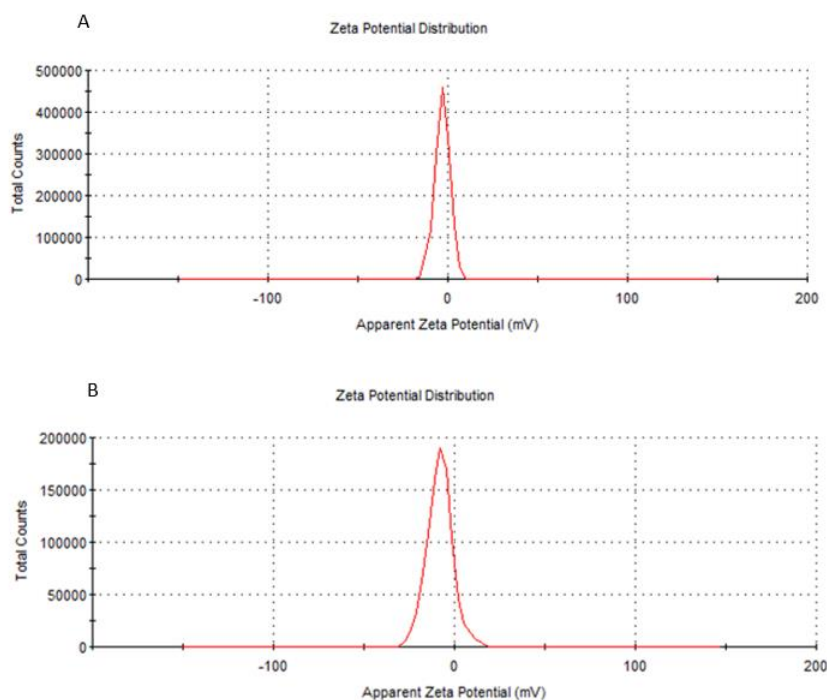 A
Zeta Potential Distribution
500000
400000
300000
200000
100000
0
Total Counts
-100 0 100 200
Apparent Zeta Potential (mV)
B
Zeta Potential Distribution
200000
150000
100000
50000
0
Total Counts
-100 0 100 200
Apparent Zeta Potential (mV)